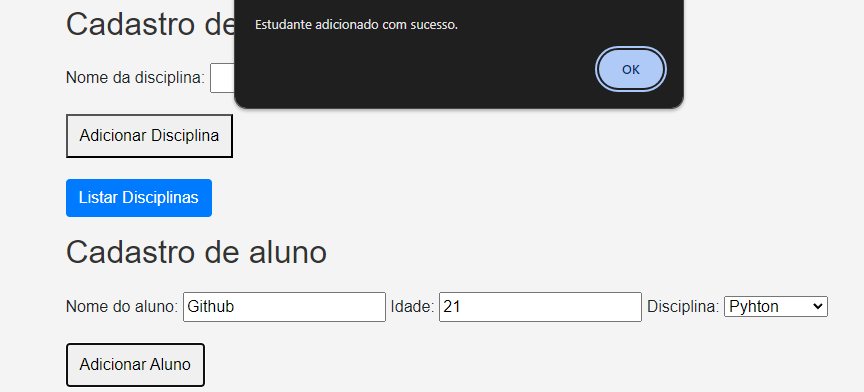 Cadastro de
Estudante adicionado com sucesso.
OK
Nome da disciplina:
Adicionar Disciplina
Listar Disciplinas
Cadastro de aluno
Nome do aluno: Github Idade: 21 Disciplina: Pyhton
Adicionar Aluno